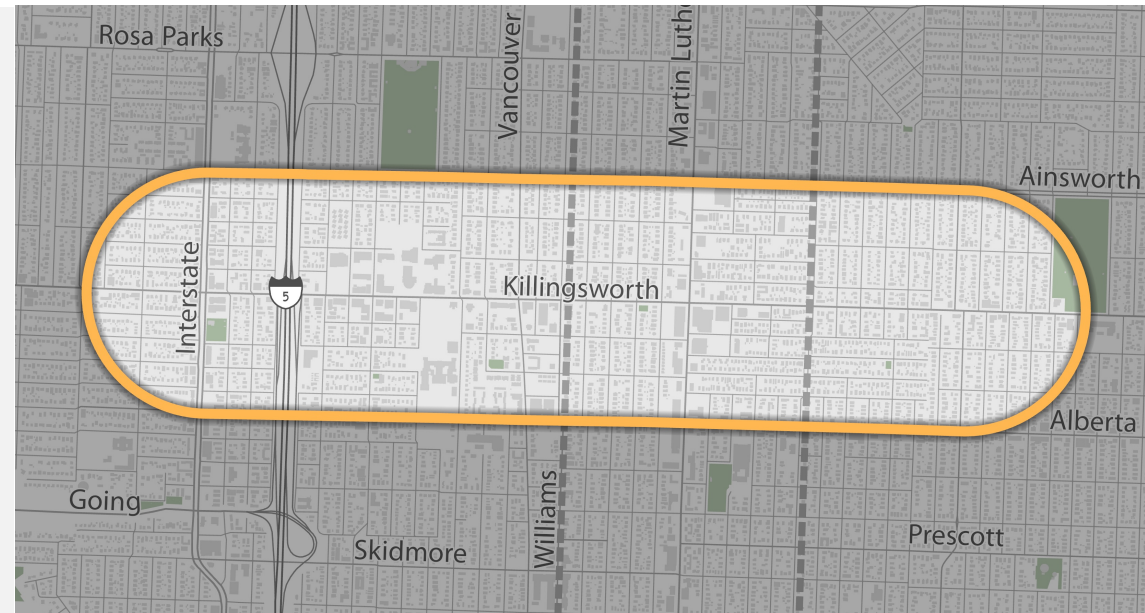 Rosa Parks
Vancouver
Martin Luth
Ainsworth
Interstate
5
Killingsworth
Alberta
Going
Williams
Skidmore
Prescott